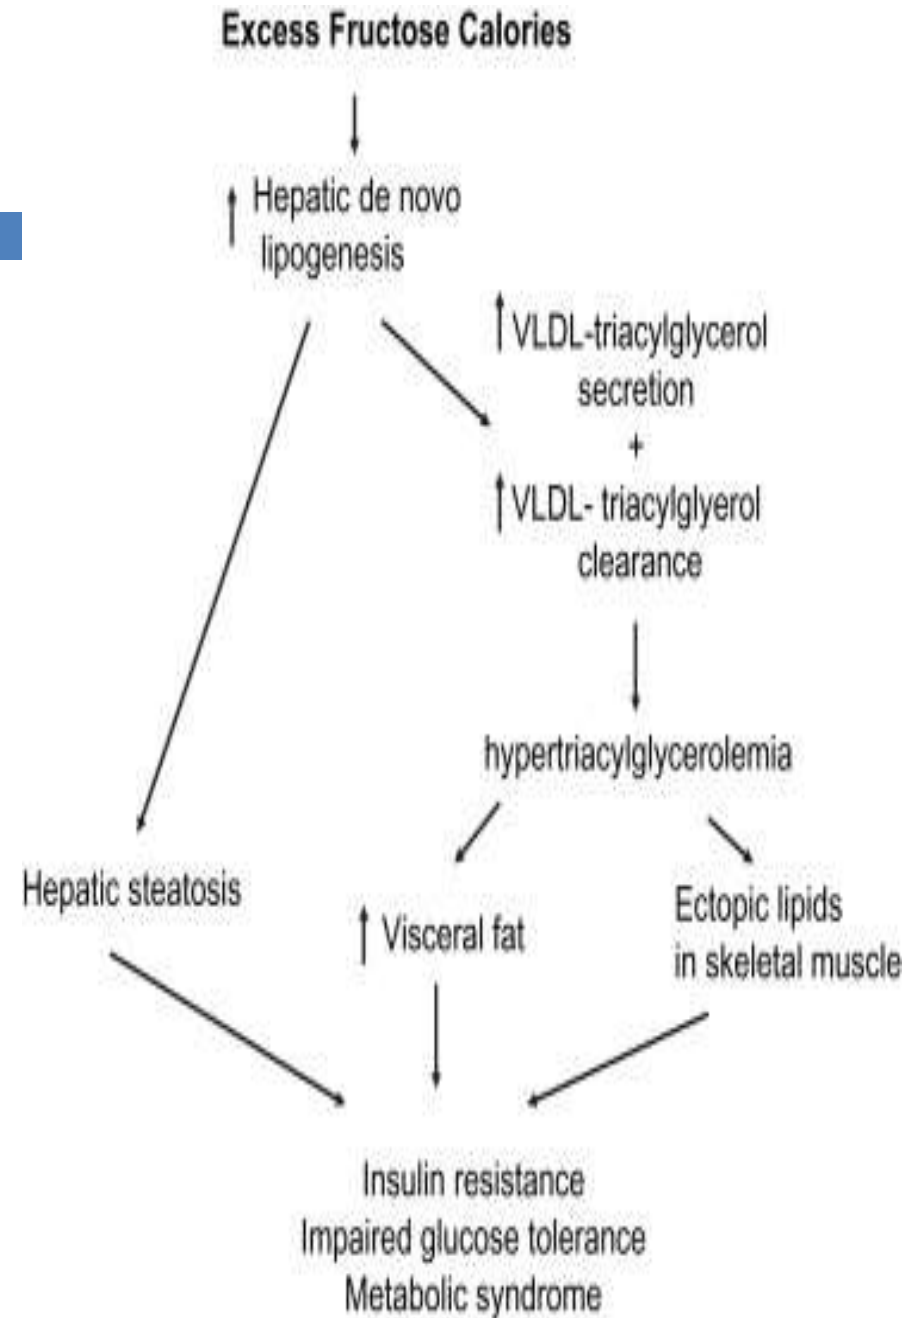 Excess Fructose Calories
Hepatic de novo
lipogenesis
VLDL-triacylglycerol
secretion
+
VLDL- triacylglyerol
clearance
hypertriacylglycerolemia
Hepatic steatosis
Visceral fat
Ectopic lipids
in skeletal muscle
Insulin resistance
Impaired glucose tolerance
Metabolic syndrome